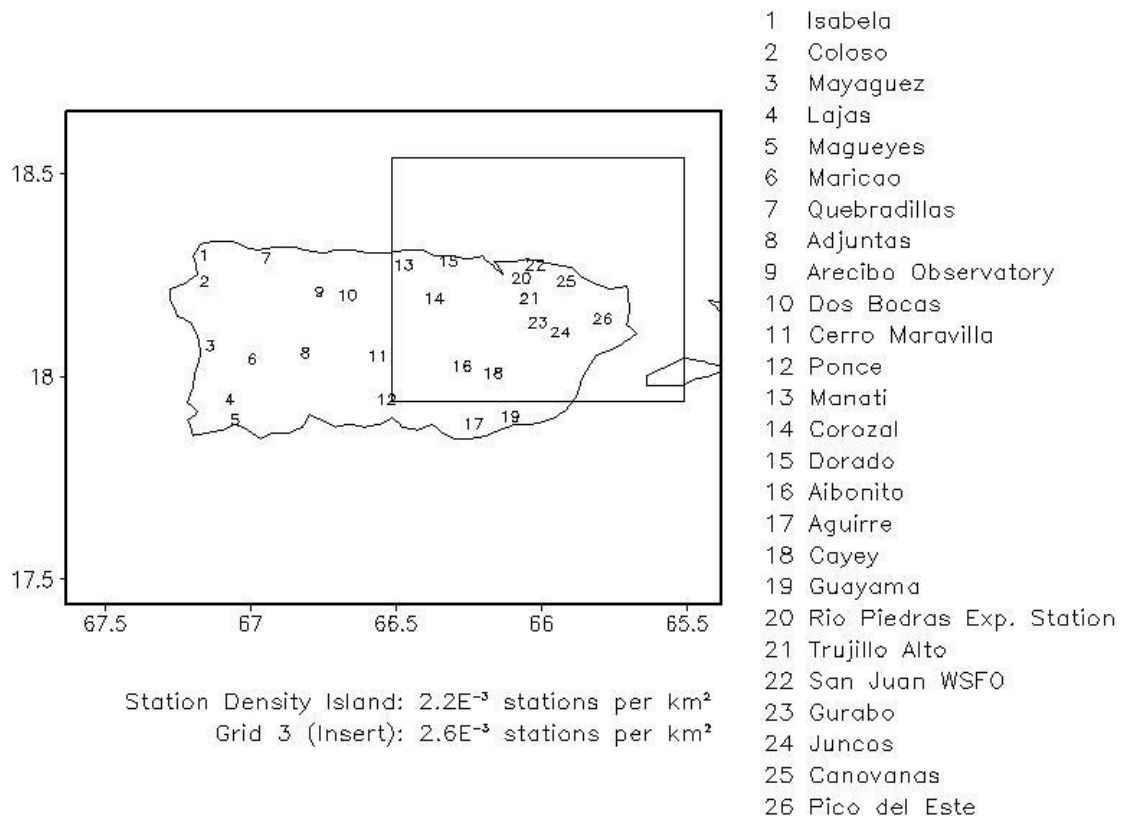 1 Isabela
2 Coloso
3 Mayaguez
4 Lajas
5 Magueyes
6 Maricao
7 Quebradillas
8 Adjuntas
9 Arecibo Observatory
10 Dos Bocas
11 Cerro Maravilla
12 Ponce
13 Manati
14 Corozal
15 Dorado
16 Aibonito
17 Aguirre
18 Cayey
19 Guayama
20 Rio Piedras Exp. Station
21 Trujillo Alto
22 San Juan WSFO
23 Gurabo
24 Juncos
25 Canovanas
26 Pico del Este
18.5
18
17.5
1 7 13 15 22
2 9 10 14 20 21 25
3 6 8 11 16 18 23 24 26
4 5 12 17 19
67.5 67 66.5 66 65.5
Station Density Island: 2.2E⁻³ stations per km²
Grid 3 (Insert): 2.6E⁻³ stations per km²